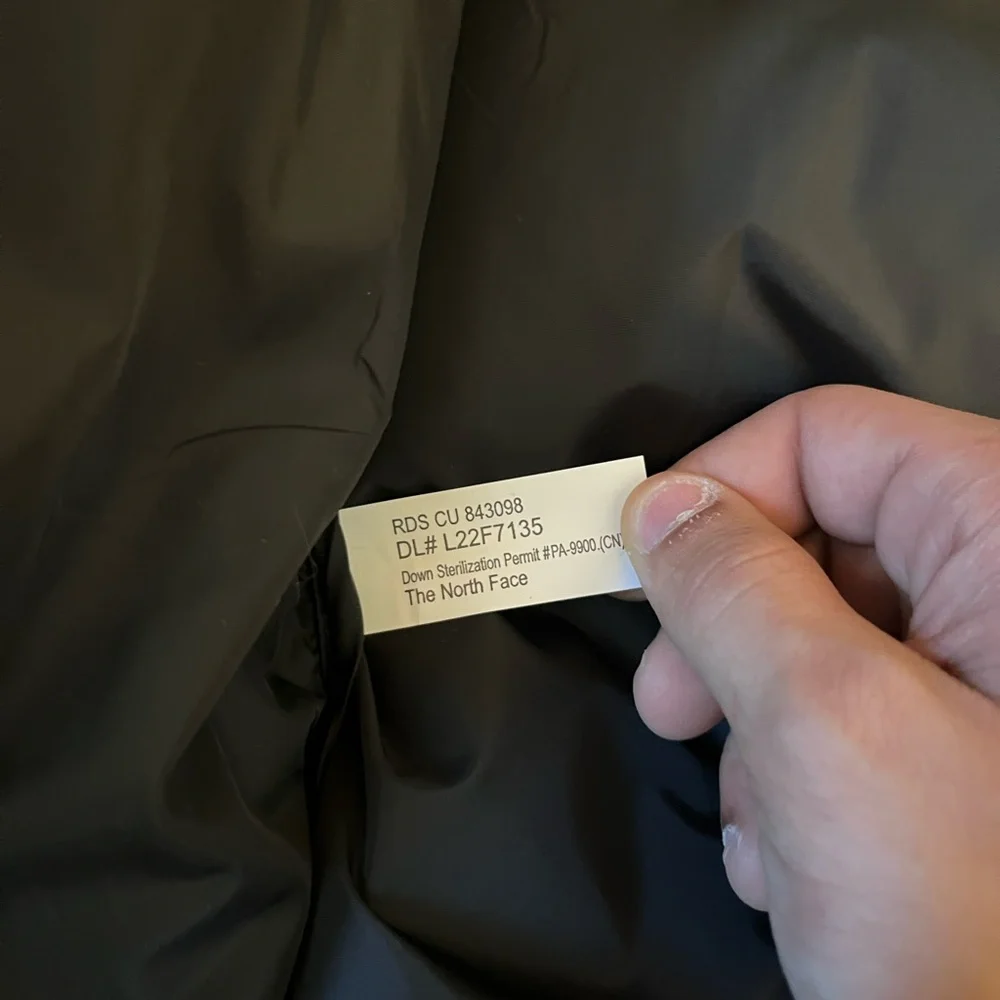 RDS CU 843098
DL# L22F7135
Down Sterilization Permit #PA-9900.(CN)
The North Face